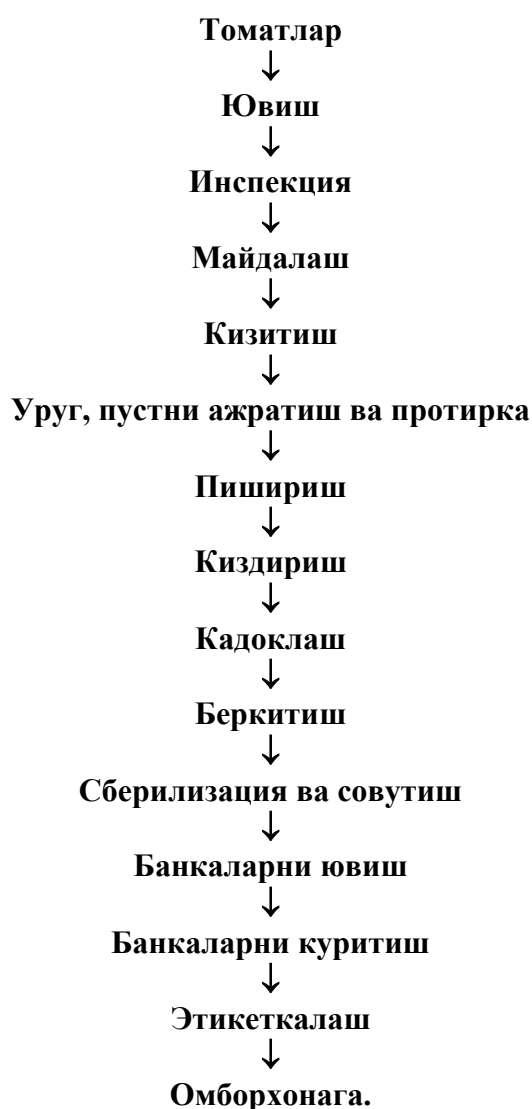 Томатлар
↓
Ювиш
↓
Инспекция
↓
Майдалаш
↓
Кизитиш
↓
Уруг, пустни ажратиш ва протирка
↓
Пишириш
↓
Киздириш
↓
Кадоклаш
↓
Беркитиш
↓
Сберилизация ва совутиш
↓
Банкаларни ювиш
↓
Банкаларни куритиш
↓
Этикеткалаш
↓
Омборхонага.